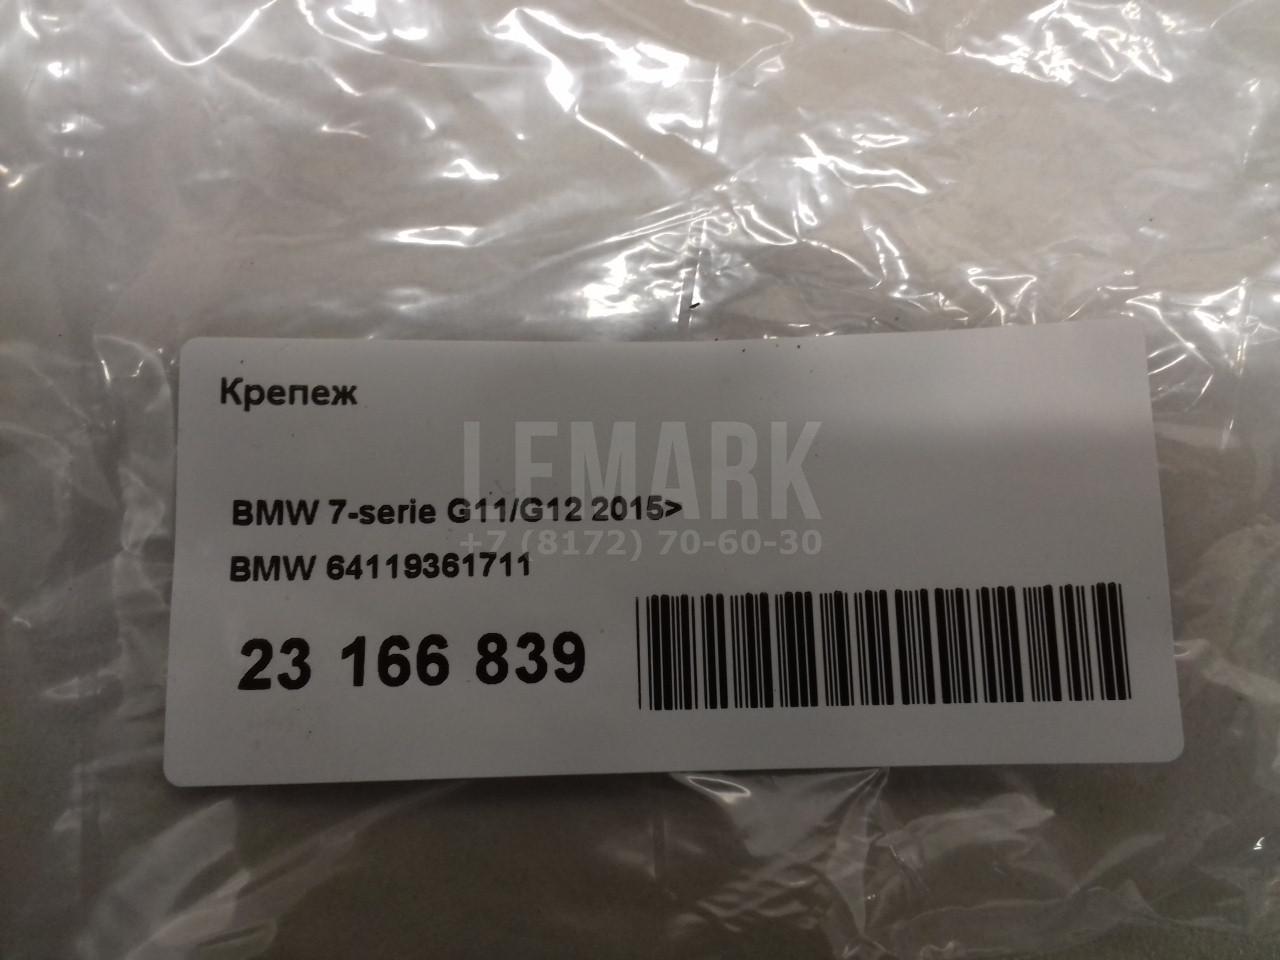 Крепеж
LEMARK
BMW 7-serie G11/G12 2015>
+7 (8172) 70-60-30
BMW 64119361711
23 166 839